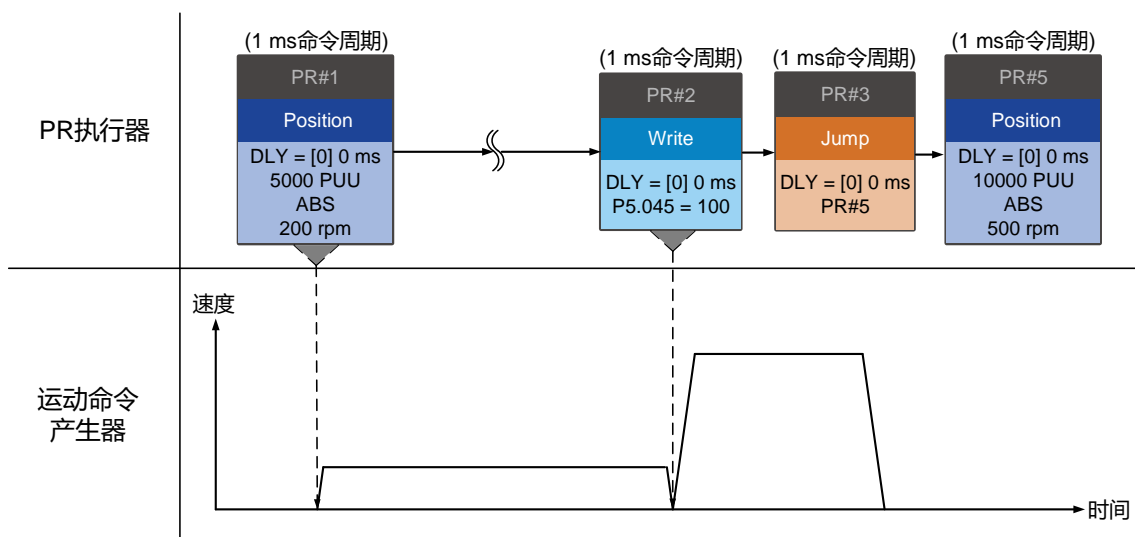 (1 ms命令周期)
PR#1
Position
DLY = [0] 0 ms
5000 PUU
ABS
200 rpm
(1 ms命令周期)
PR#2
Write
DLY = [0] 0 ms
P5.045 = 100
(1 ms命令周期)
PR#3
Jump
DLY = [0] 0 ms
PR#5
(1 ms命令周期)
PR#5
Position
DLY = [0] 0 ms
10000 PUU
ABS
500 rpm
PR执行器
速度
运动命令
产生器
时间